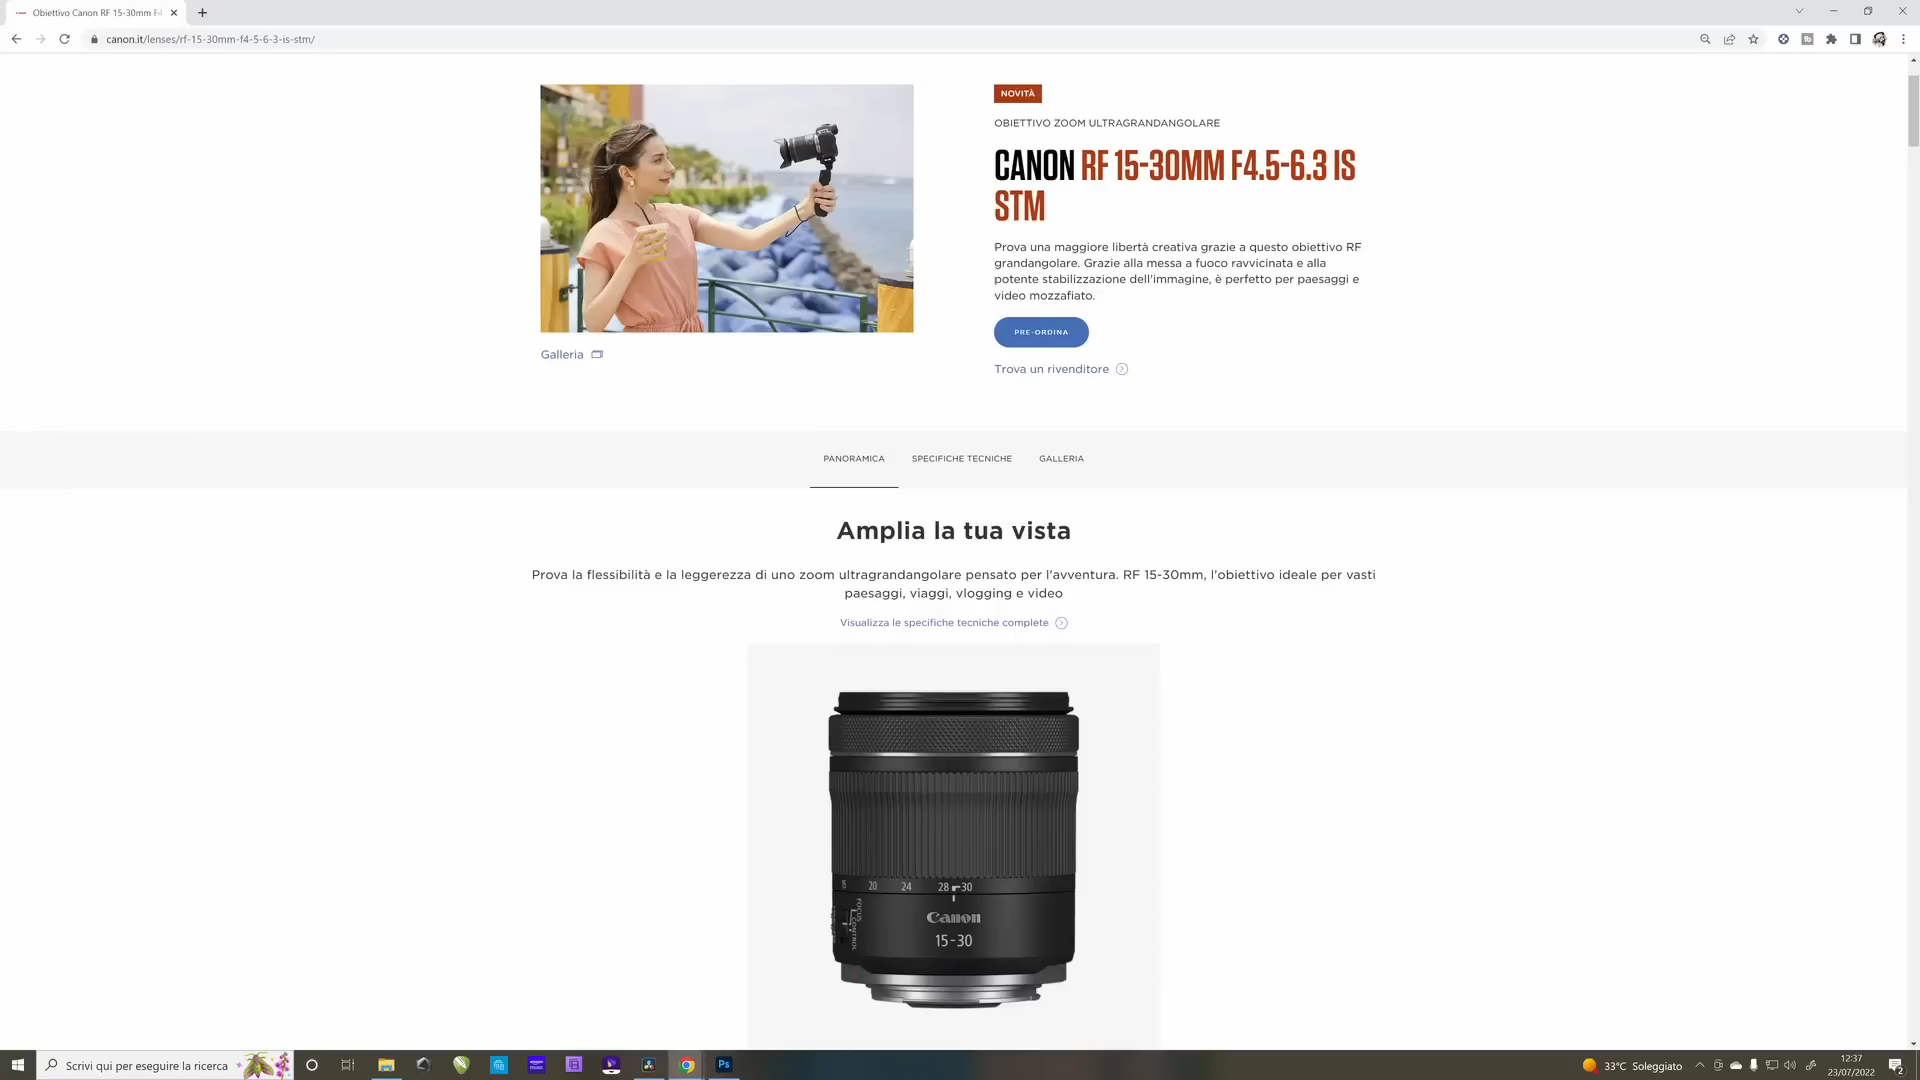 Obiettivo Canon RF 15-30mm F4
canon.it/lenses/rf-15-30mm-f4-5-6-3-is-stm/
NOVITÀ
OBIETTIVO ZOOM ULTRAGRANDANGOLARE
CANON RF 15-30MM F4.5-6.3 IS
STM
Prova una maggiore libertà creativa grazie a questo obiettivo RF
grandangolare. Grazie alla messa a fuoco ravvicinata e alla
potente stabilizzazione dell'immagine, è perfetto per paesaggi e
video mozzafiato.
PRE-ORDINA
Galleria
Trova un rivenditore
PANORAMICA SPECIFICHE TECNICHE GALLERIA
Amplia la tua vista
Prova la flessibilità e la leggerezza di uno zoom ultragrandangolare pensato per l'avventura. RF 15-30mm, l'obiettivo ideale per vasti
paesaggi, viaggi, vlogging e video
Visualizza le specifiche tecniche complete
15 20 24 28 30
FOCUS
CONTROL
Canon
15-30
Scrivi qui per eseguire la ricerca
Ps
33°C Soleggiato
12:37
23/07/2022
2